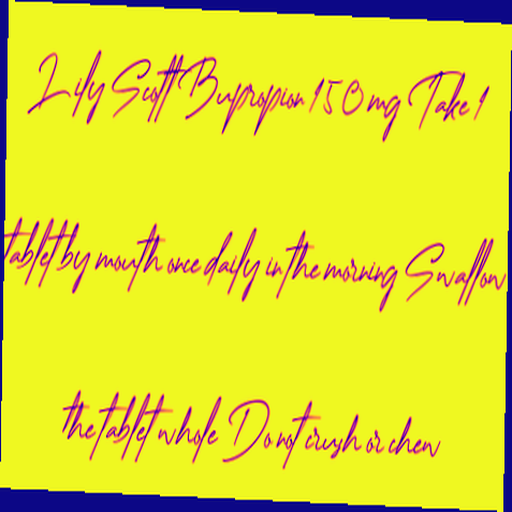 Lily Scott Bupropion 150 mg Take 1
tablet by mouth once daily in the morning Swallow
the tablet whole Do not crush or chew